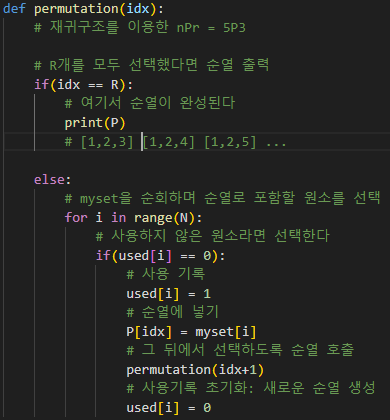 def permutation(idx):
    # 재귀구조를 이용한 nPr = 5P3
    # R개를 모두 선택했다면 순열 출력
    if(idx == R):
        # 여기서 순열이 완성된다
        print(P)
        # [1,2,3] [1,2,4] [1,2,5] ...
    else:
        # myset을 순회하며 순열로 포함할 원소를 선택
        for i in range(N):
            # 사용하지 않은 원소라면 선택한다
            if(used[i] == 0):
                # 사용 기록
                used[i] = 1
                # 순열에 넣기
                P[idx] = myset[i]
                # 그 뒤에서 선택하도록 순열 호출
                permutation(idx+1)
                # 사용기록 초기화: 새로운 순열 생성
                used[i] = 0